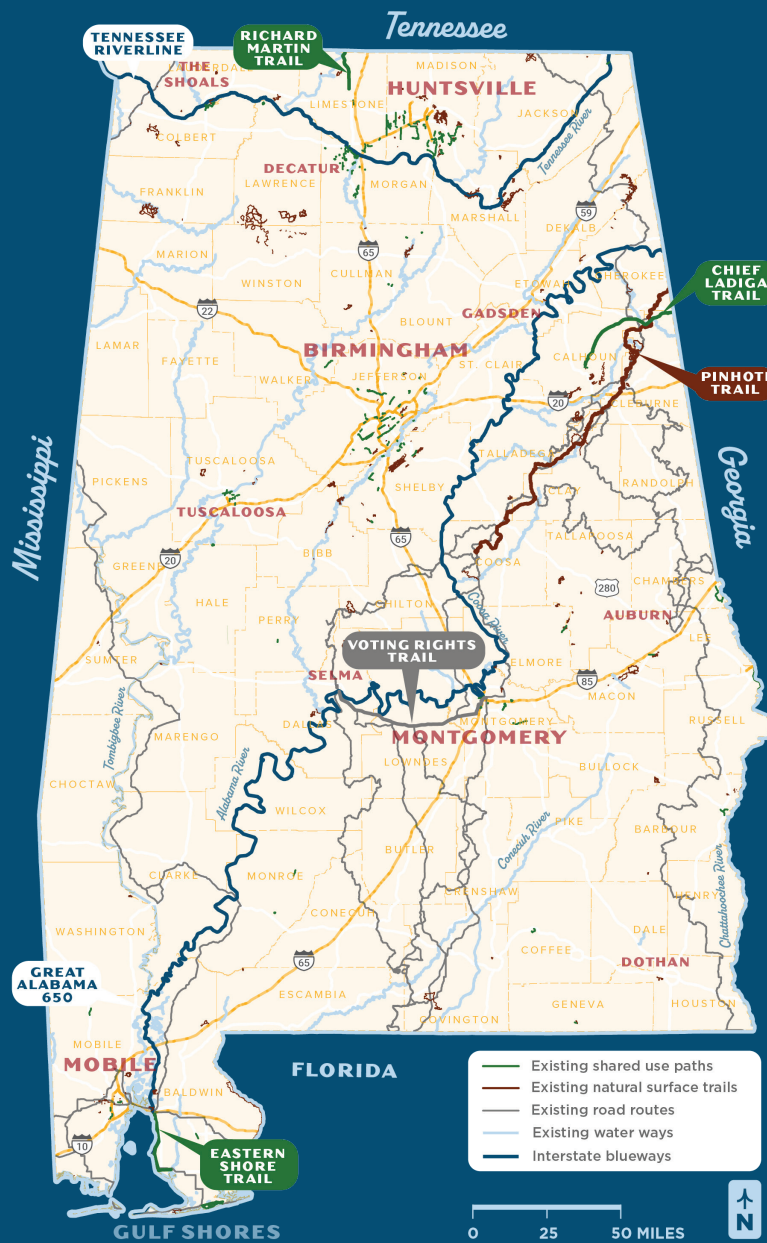 Tennessee
TENNESSEE
RIVERLINE
RICHARD
MARTIN
TRAIL
THE
SHOALS
MADISON
HUNTSVILLE
LIMESTONE
JACKSON
COLBERT
Tennessee River
DECATUR
LAWRENCE
MORGAN
FRANKLIN
MARSHALL
59
DEKALB
MARION
65
CULLMAN
WINSTON
ETOWAH
CHEROKEE
CHIEF
LADIGA
TRAIL
22
GADSDEN
BLOUNT
LAMAR
BIRMINGHAM
FAYETTE
ST. CLAIR
CALHOUN
WALKER
JEFFERSON
PINHOTI
TRAIL
20
CLEBURNE
Mississippi
Georgia
TUSCALOOSA
TALLADEGA
PICKENS
SHELBY
CLAY
RANDOLPH
TUSCALOOSA
65
TALLAPOOSA
20
BIBB
GREENE
COOSA
280
CHAMBERS
HALE
CHILTON
Coosa River
PERRY
AUBURN
VOTING RIGHTS
TRAIL
LEE
SUMTER
ELMORE
SELMA
85
MACON
Tombigbee River
DALLAS
MONTGOMERY
RUSSELL
MARENGO
MONTGOMERY
LOWNDES
BULLOCK
CHOCTAW
Alabama River
WILCOX
Conecuh River
PIKE
BARBOUR
BUTLER
CLARKE
MONROE
CRENSHAW
HENRY
Chattahoochee River
CONECUH
WASHINGTON
DALE
COFFEE
65
DOTHAN
GREAT
ALABAMA
650
ESCAMBIA
GENEVA
HOUSTON
COVINGTON
MOBILE
MOBILE
FLORIDA
BALDWIN
10
EASTERN
SHORE
TRAIL
GULF SHORES
Existing shared use paths
Existing natural surface trails
Existing road routes
Existing water ways
Interstate blueways
0 25 50 MILES
N